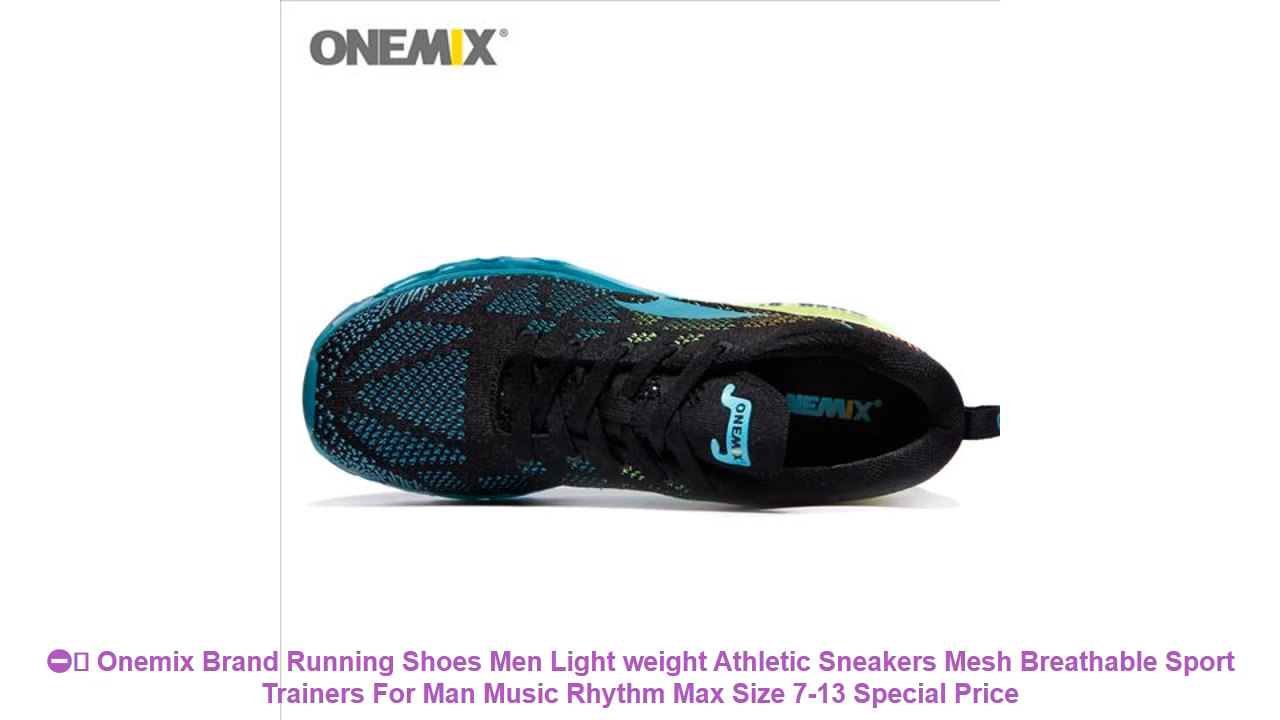 ONEMIX®
ONEMIX
ONEMIX®
⛔▯ Onemix Brand Running Shoes Men Light weight Athletic Sneakers Mesh Breathable Sport
Trainers For Man Music Rhythm Max Size 7-13 Special Price